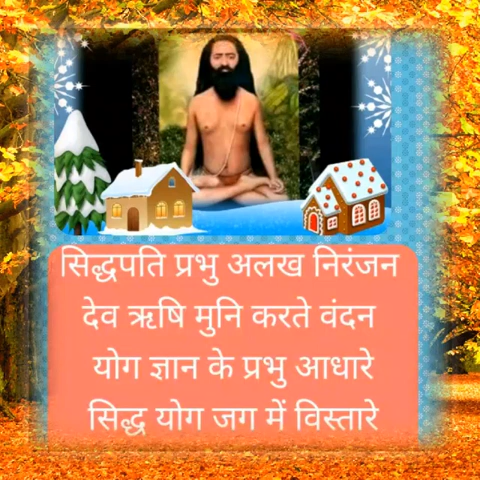 सिद्धपति प्रभु अलख निरंजन
देव ऋषि मुनि करते वंदन
योग ज्ञान के प्रभु आधारे
सिद्ध योग जग में विस्तारे